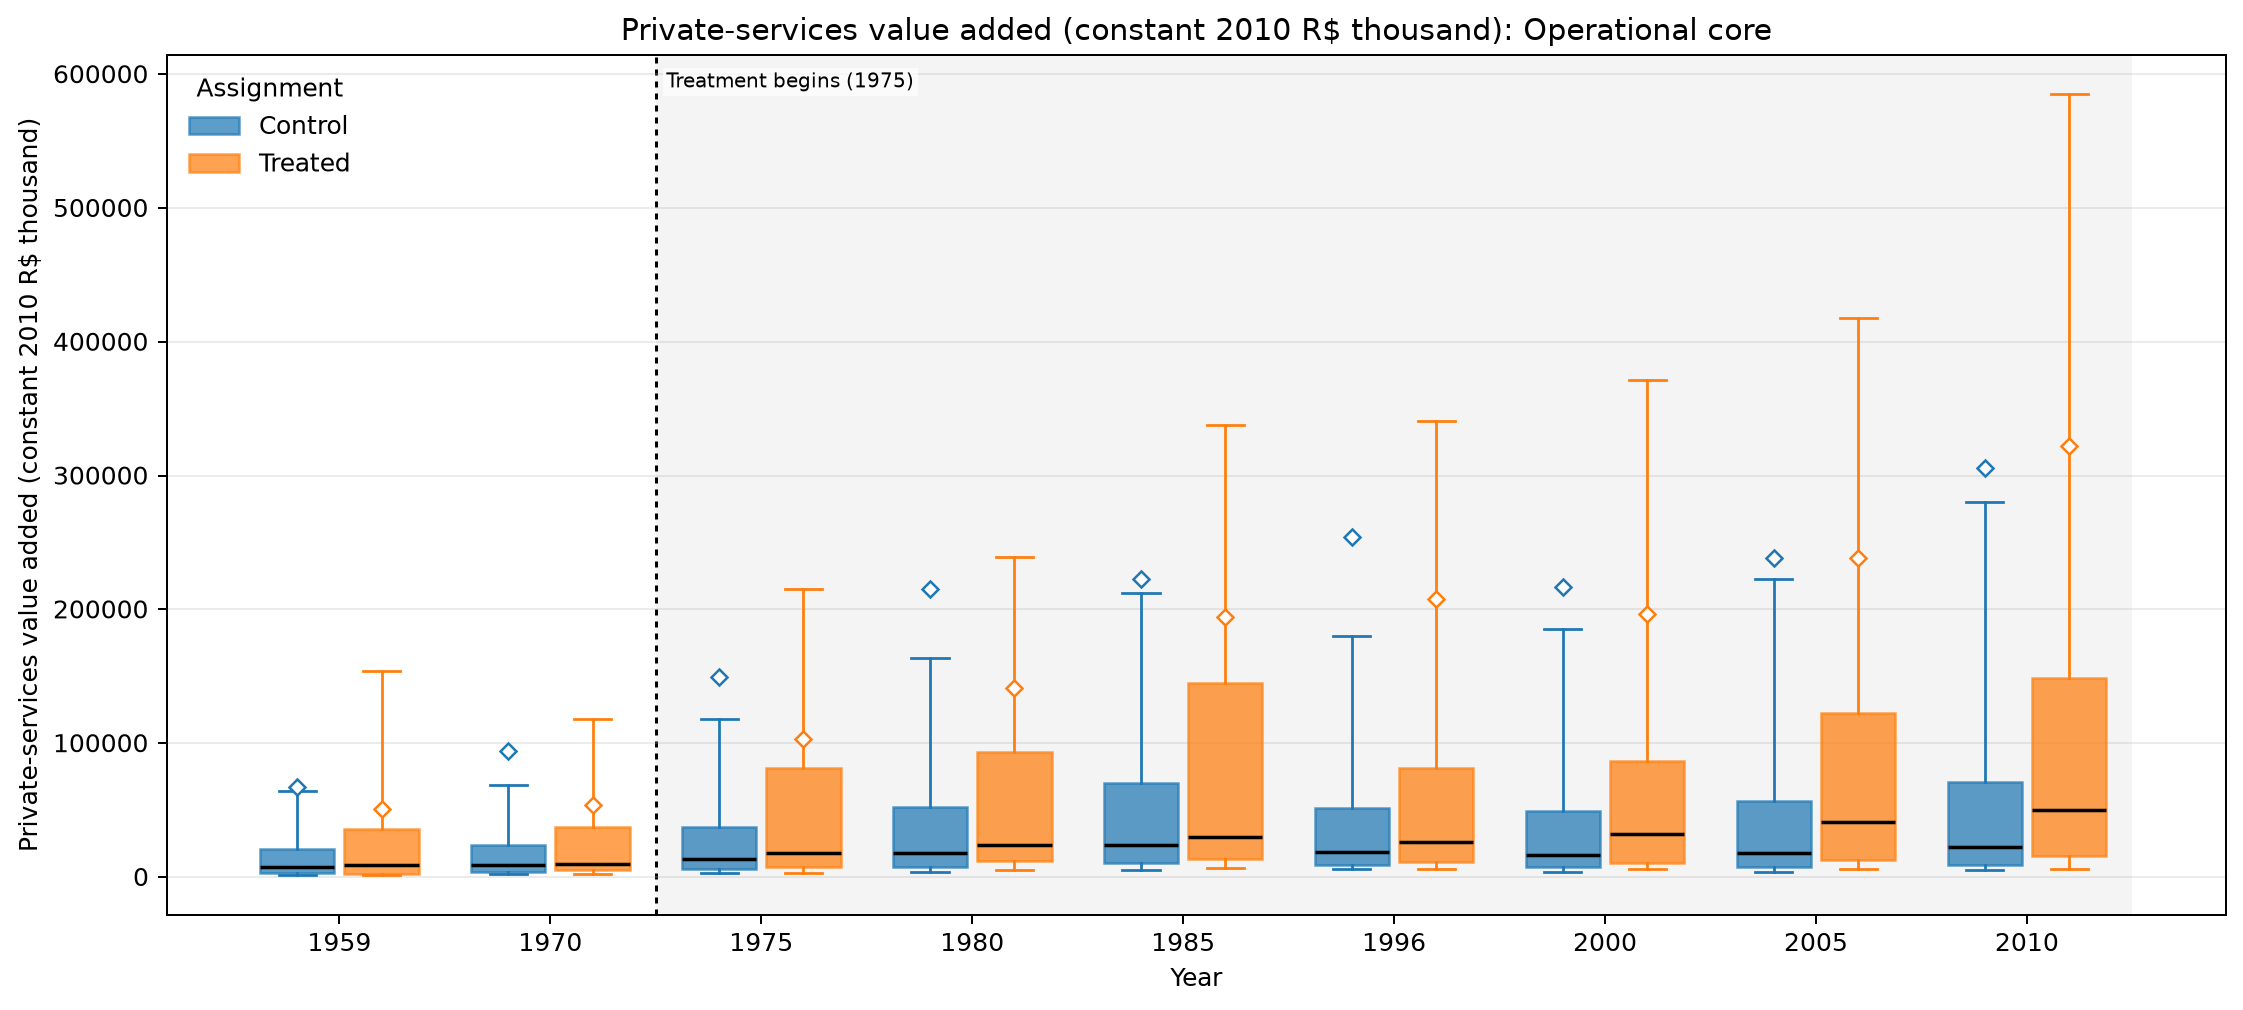 Private-services value added (constant 2010 R$ thousand): Operational core
Private-services value added (constant 2010 R$ thousand)
600000
500000
400000
300000
200000
100000
0
Assignment
Control
Treated
Treatment begins (1975)
1959 1970 1975 1980 1985 1996 2000 2005 2010
Year